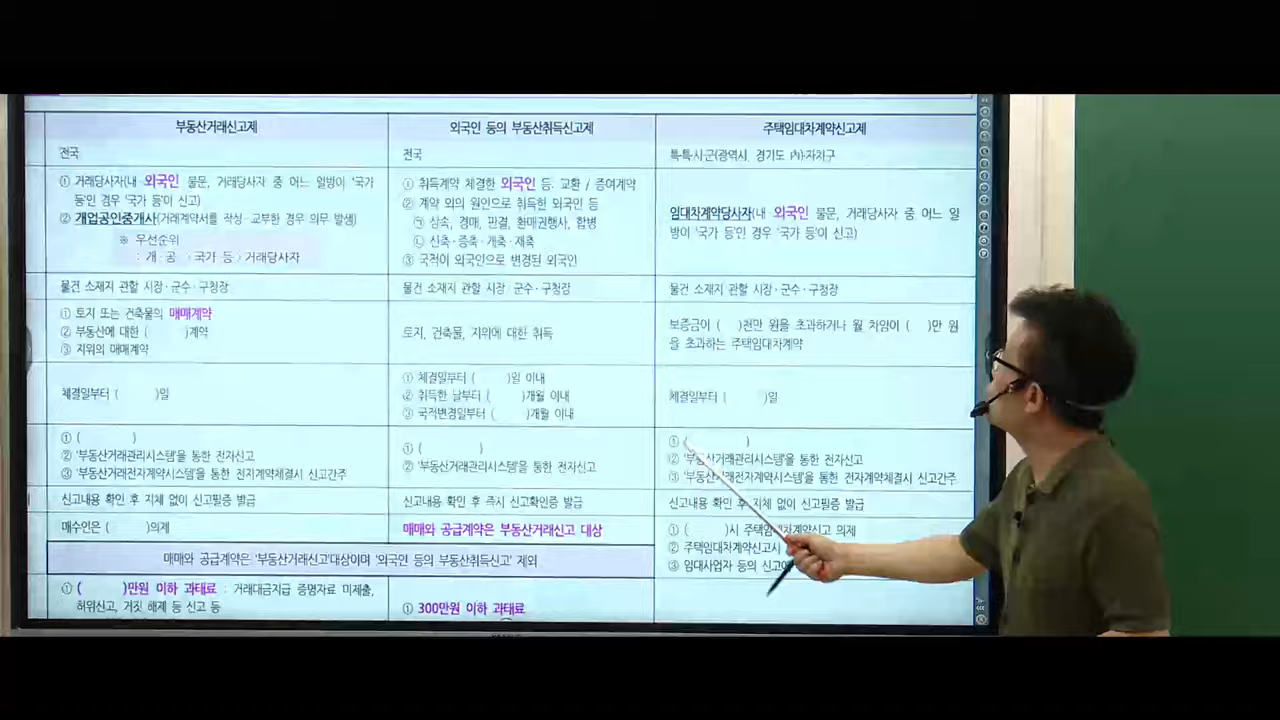 부동산거래신고제
외국인 등의 부동산취득신고제
주택임대차계약신고제
전국
전국
특·특·시·군(광역시, 경기도 內)·자치구
① 거래당사자(내 외국인 물문, 거래당사자 중 어느 일방이 '국가
등'인 경우 '국가 등'이 신고)
② 개업공인중개사(거래계약서를 작성·교부한 경우 의무 발생)
※ 우선순위
: 개·공 〉 국가 등 〉 거래당사자
① 취득계약 체결한 외국인 등: 교환 / 증여계약
② 계약 외의 원인으로 취득한 외국인 등
㉠ 상속, 경매, 판결, 환매권행사, 합병
㉡ 신축·증축·개축·재축
③ 국적이 외국인으로 변경된 외국인
임대차계약당사자(내 외국인 물문, 거래당사자 중 어느 일
방이 '국가 등'인 경우 '국가 등'이 신고)
물건 소재지 관할 시장·군수·구청장
물건 소재지 관할 시장·군수·구청장
물건 소재지 관할 시장·군수·구청장
① 토지 또는 건축물의 매매계약
② 부동산에 대한 ( )계약
③ 지위의 매매계약
토지, 건축물, 지위에 대한 취득
보증금이 ( )천만 원을 초과하거나 월 차임이 ( )만 원
을 초과하는 주택임대차계약
체결일부터 ( )일
① 체결일부터 ( )일 이내
② 취득한 날부터 ( )개월 이내
③ 국적변경일부터 ( )개월 이내
체결일부터 ( )일
① ( )
② '부동산거래관리시스템'을 통한 전자신고
③ '부동산거래전자계약시스템'을 통한 전자계약체결시 신고간주
① ( )
② '부동산거래관리시스템'을 통한 전자신고
① ( )
② '부동산거래관리시스템'을 통한 전자신고
③ '부동산거래전자계약시스템'을 통한 전자계약체결시 신고간주
신고내용 확인 후 지체 없이 신고필증 발급
신고내용 확인 후 즉시 신고확인증 발급
신고내용 확인 후 지체 없이 신고필증 발급
매수인은 ( )의제
매매와 공급계약은 부동산거래신고 대상
① ( )시 주택임대차계약신고 의제
② 주택임대차계약신고시
③ 임대사업자 등의 신고
매매와 공급계약은 '부동산거래신고'대상이며 '외국인 등의 부동산취득신고' 제외
① ( )만원 이하 과태료 : 거래대금지급 증명자료 미제출,
허위신고, 거짓 해제 등 신고 등
① 300만원 이하 과태료